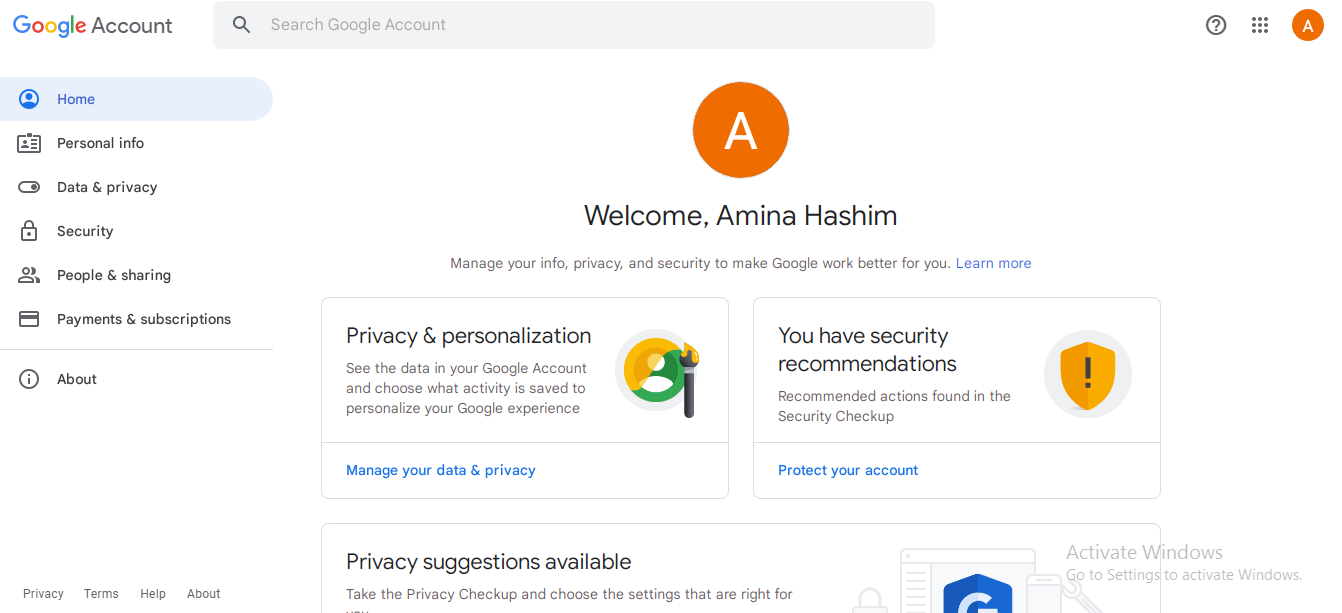 Google Account
Search Google Account
A
Home
Personal info
Data & privacy
Security
People & sharing
Payments & subscriptions
About
A
Welcome, Amina Hashim
Manage your info, privacy, and security to make Google work better for you. Learn more
Privacy & personalization
See the data in your Google Account
and choose what activity is saved to
personalize your Google experience
Manage your data & privacy
You have security
recommendations
Recommended actions found in the
Security Checkup
Protect your account
Privacy suggestions available
Take the Privacy Checkup and choose the settings that are right for
G
Activate Windows
Go to Settings to activate Windows.
Privacy Terms Help About